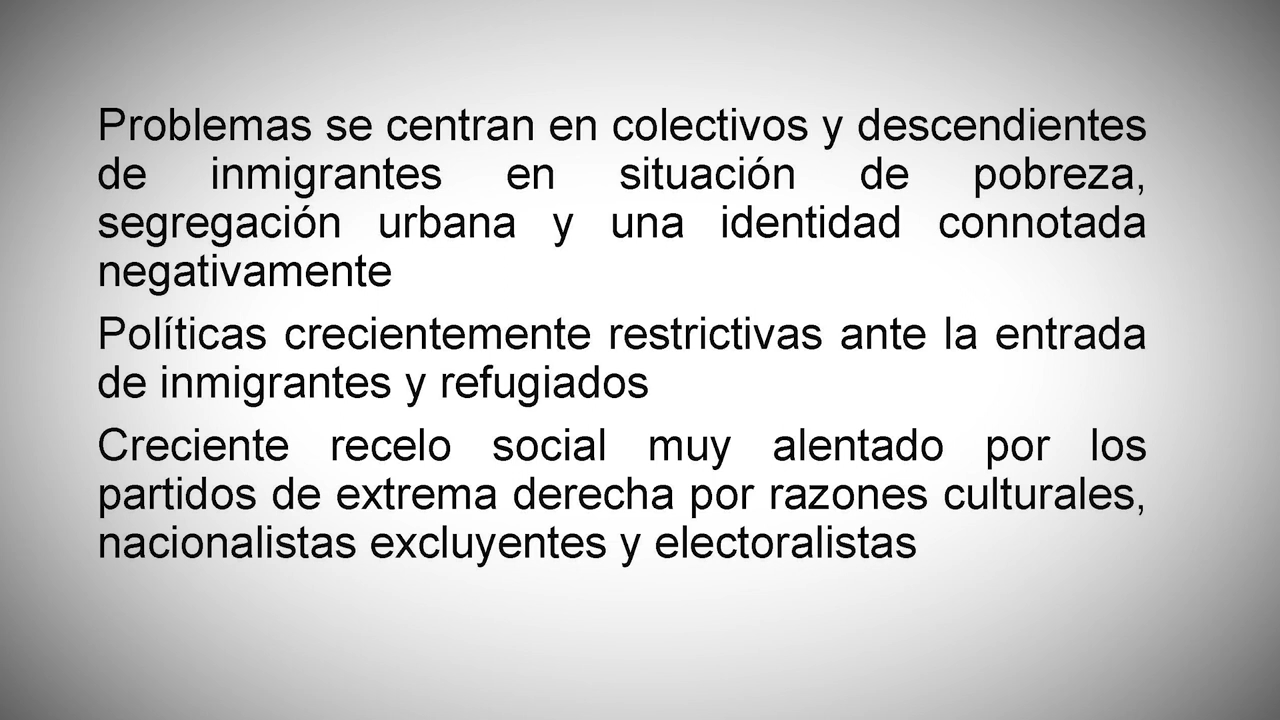 Problemas se centran en colectivos y descendientes
de inmigrantes en situación de pobreza,
segregación urbana y una identidad connotada
negativamente
Políticas crecientemente restrictivas ante la entrada
de inmigrantes y refugiados
Creciente recelo social muy alentado por los
partidos de extrema derecha por razones culturales,
nacionalistas excluyentes y electoralistas